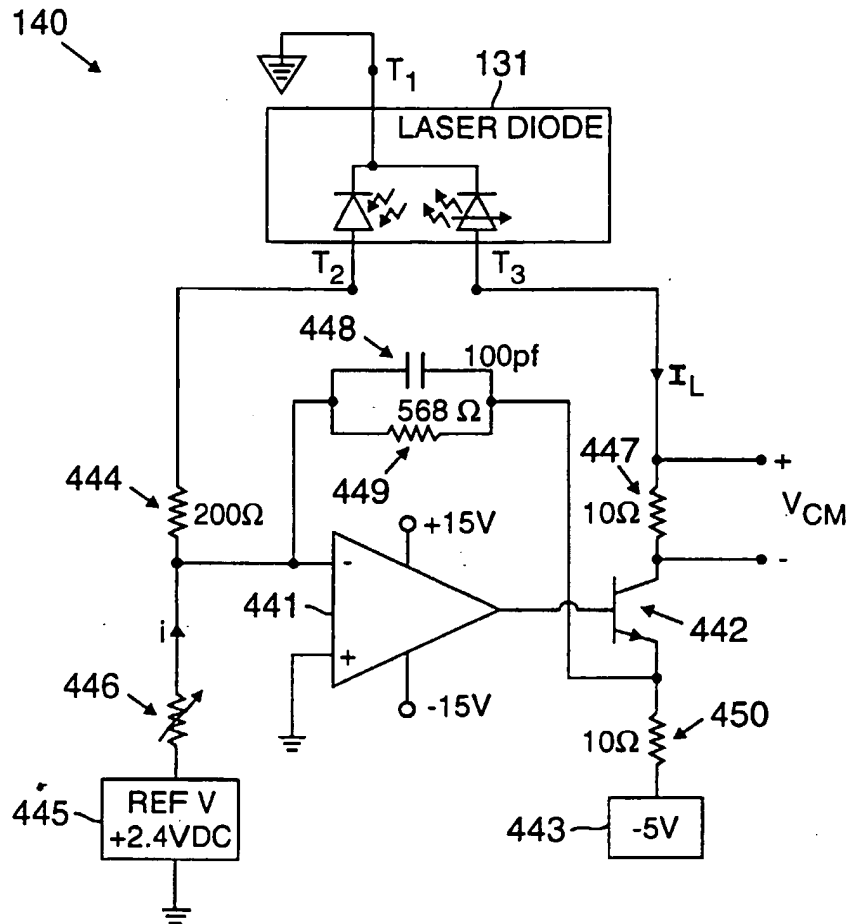 140
T1
131
LASER DIODE
T2
T3
448
100pf
IL
568 Ω
447
444
449
10Ω
200Ω
+
VCM
+15V
-
-
441
442
i
+
446
-15V
450
10Ω
445
REF V
+2.4VDC
443
-5V